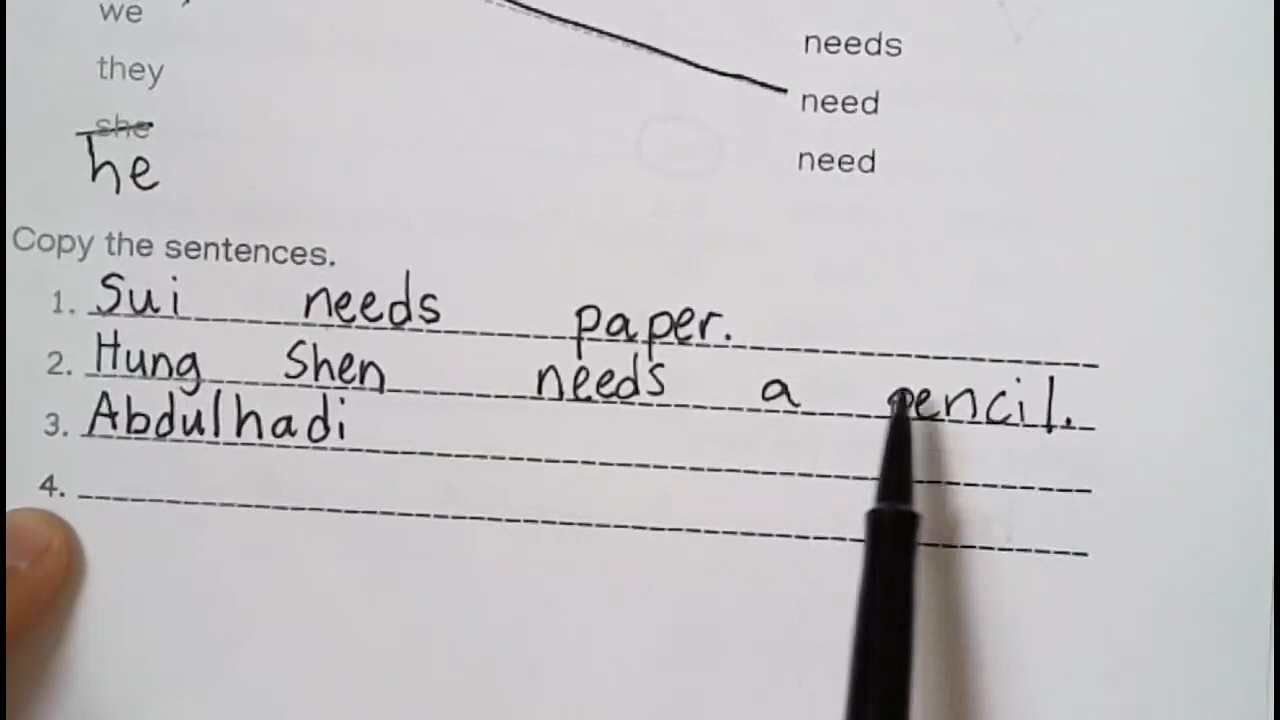 we
they
she
he
needs
need
need
Copy the sentences.
1. Sui needs paper.
2. Hung Shen needs a pencil.
3. Abdulhadi
4.